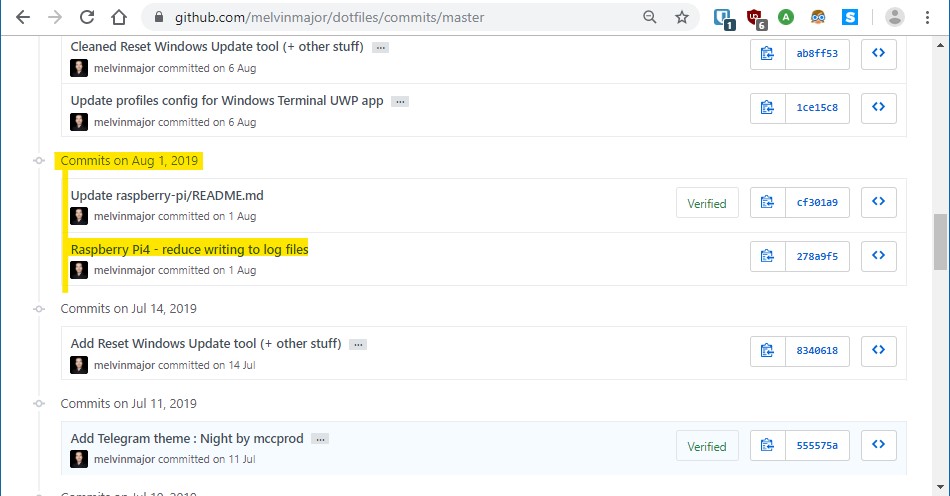 github.com/melvinmajor/dotfiles/commits/master
1
6
A
S
Cleaned Reset Windows Update tool (+ other stuff) ...
ab8ff53
melvinmajor committed on 6 Aug
Update profiles config for Windows Terminal UWP app ...
1ce15c8
melvinmajor committed on 6 Aug
Commits on Aug 1, 2019
Update raspberry-pi/README.md
Verified
cf301a9
melvinmajor committed on 1 Aug
Raspberry Pi4 - reduce writing to log files
278a9f5
melvinmajor committed on 1 Aug
Commits on Jul 14, 2019
Add Reset Windows Update tool (+ other stuff) ...
8340618
melvinmajor committed on 14 Jul
Commits on Jul 11, 2019
Add Telegram theme : Night by mccprod ...
Verified
555575a
melvinmajor committed on 11 Jul